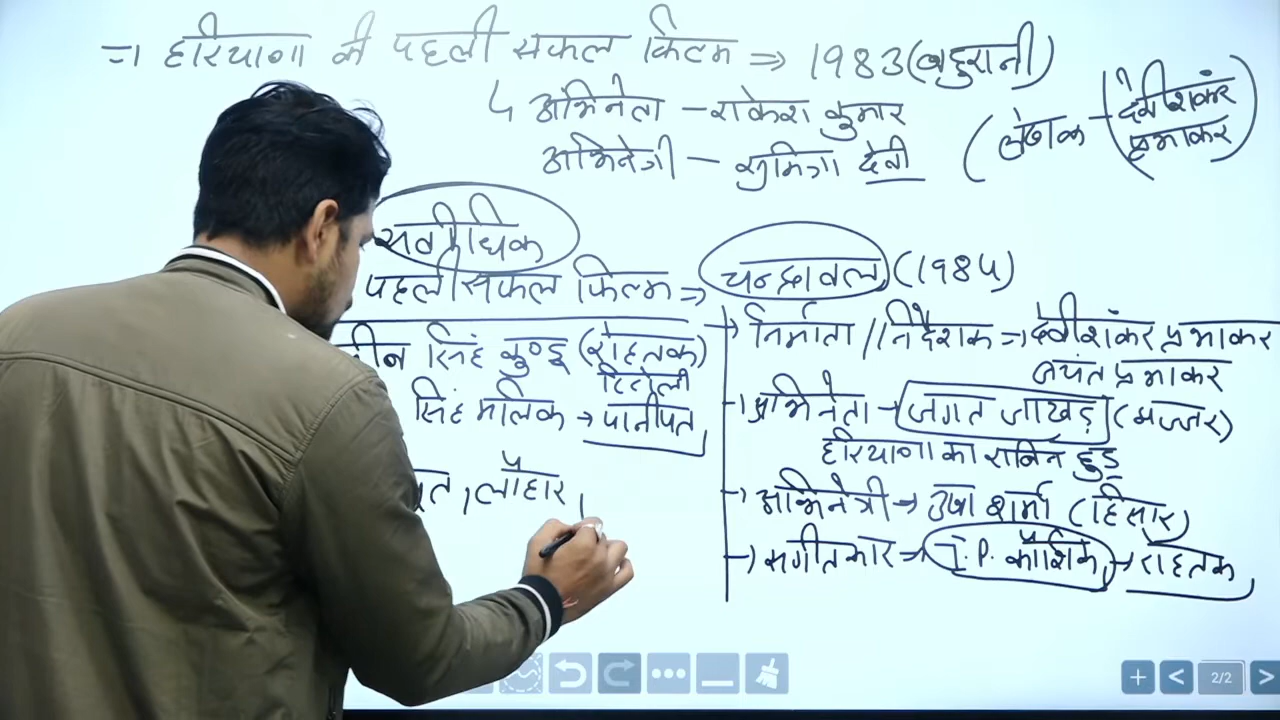 => हरियाणा की पहली सफल फिल्म => 1983 (बहुरानी)
↳ अभिनेता - राकेश कुमार
अभिनेत्री - सुमित्रा देवी
(लेखक - (देवीशंकर प्रभाकर)
सर्वाधिक
पहली सफल फिल्म => चन्द्रावल (1984)
सिंह कुण्डू (रोहतक)
टिटोली
सिंह मलिक → पानीपत
, लौहार,
→ निर्माता // निर्देशक => देवीशंकर प्रभाकर
जयंत प्रभाकर
→ अभिनेता → जगत जाखड़ (झज्जर)
हरियाणा का राबिन हुड
→ अभिनेत्री → उषा शर्मा (हिसार)
→ संगीतकार → J.P. कौशिक → रोहतक
2/2